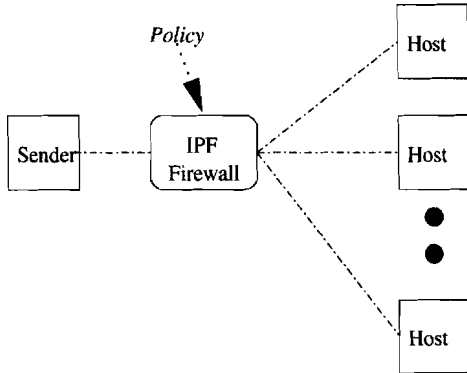 Policy
Host
Sender
IPF
Firewall
Host
Host